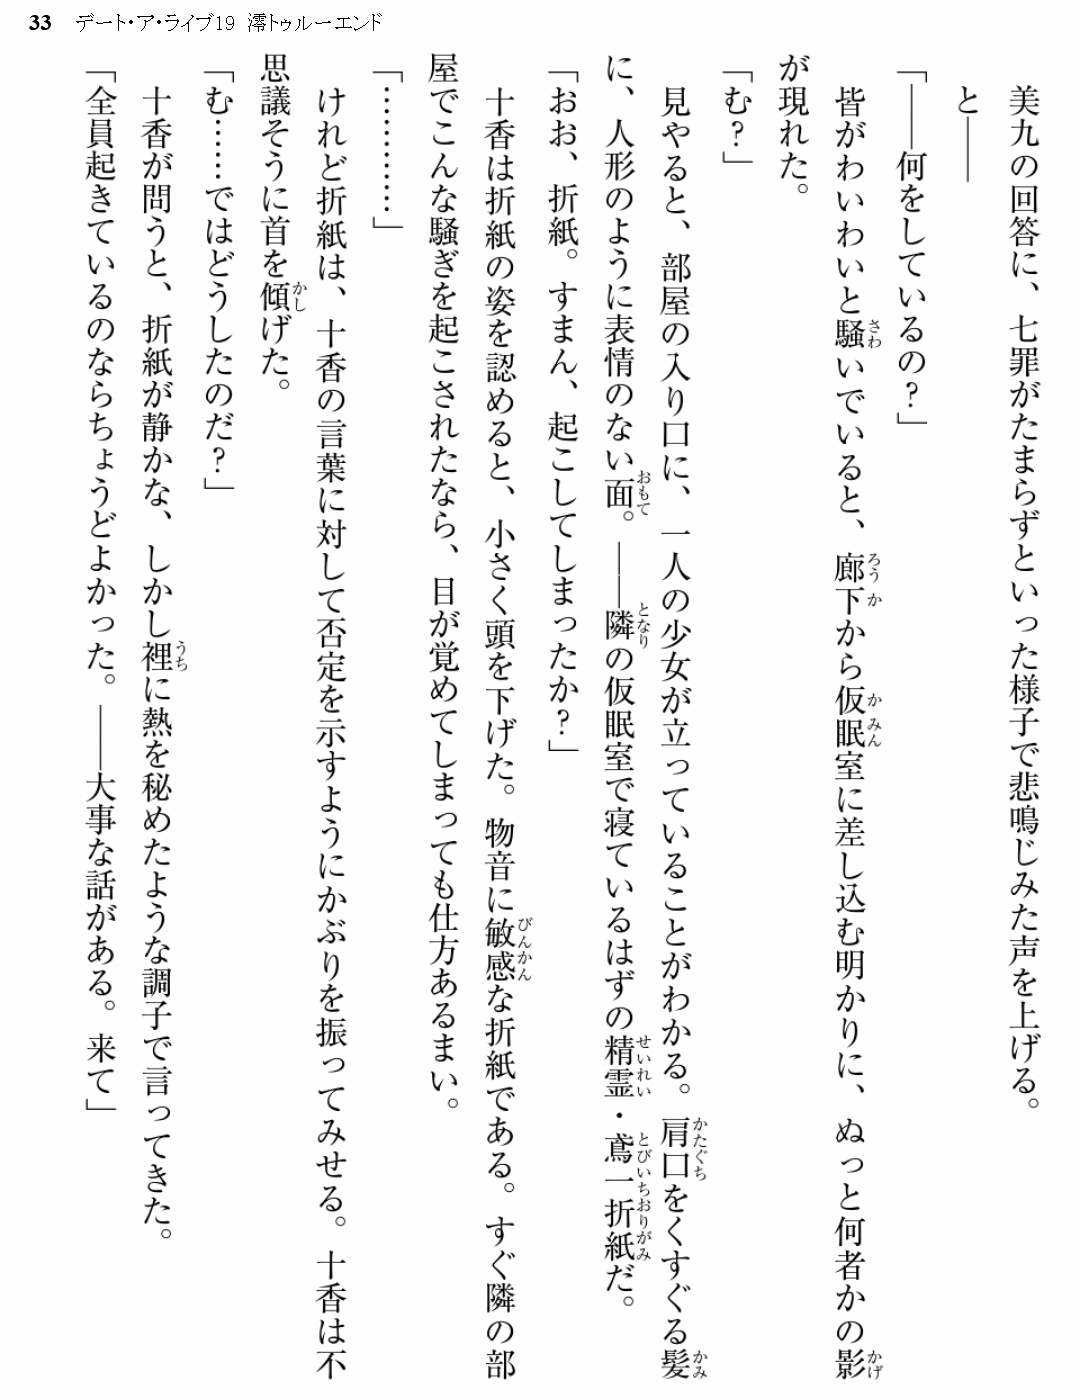 33 デート・ア・ライブ19 澪トゥルーエンド
美九の回答に、七罪がたまらずといった様子で悲鳴じみた声を上げる。
と――
「――何をしているの？」
皆がわいわいと騒いでいると、廊下から仮眠室に差し込む明かりに、ぬっと何者かの影
が現れた。
「む？」
見やると、部屋の入り口に、一人の少女が立っていることがわかる。肩口をくすぐる髪
に、人形のように表情のない面。――隣の仮眠室で寝ているはずの精霊・鳶一折紙だ。
「おお、折紙。すまん、起こしてしまったか？」
十香は折紙の姿を認めると、小さく頭を下げた。物音に敏感な折紙である。すぐ隣の部
屋でこんな騒ぎを起こされたなら、目が覚めてしまっても仕方あるまい。
「…………」
けれど折紙は、十香の言葉に対して否定を示すようにかぶりを振ってみせる。十香は不
思議そうに首を傾げた。
「む……ではどうしたのだ？」
十香が問うと、折紙が静かな、しかし裡に熱を秘めたような調子で言ってきた。
「全員起きているのならちょうどよかった。――大事な話がある。来て」